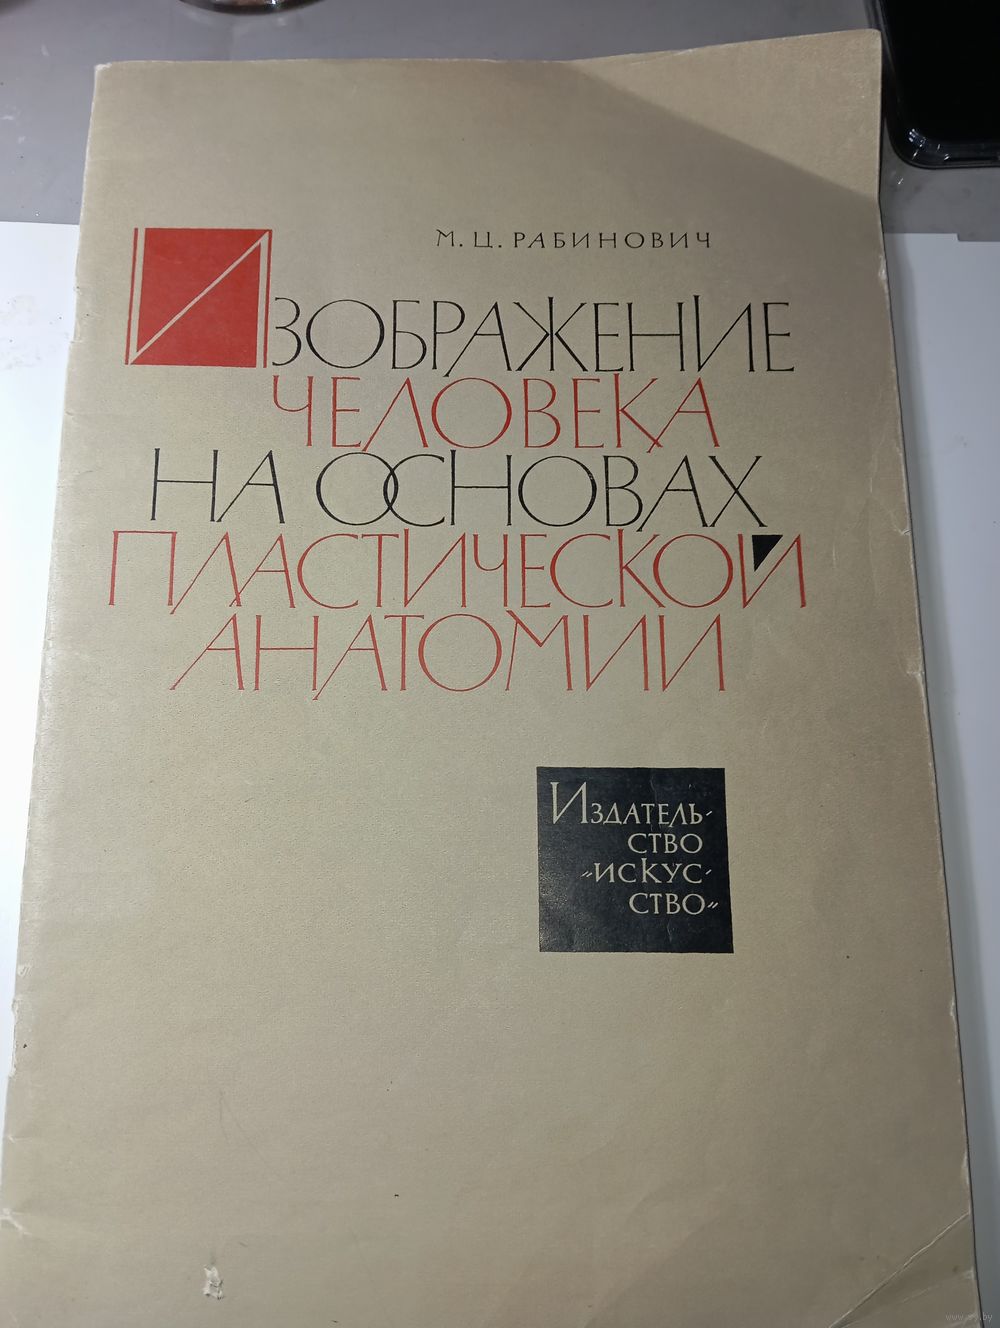 М. Ц. РАБИНОВИЧ
ИЗОБРАЖЕНИЕ
ЧЕЛОВЕКА
НА ОСНОВАХ
ПЛАСТИЧЕСКОЙ
АНАТОМИИ
ИЗДАТЕЛЬ-
СТВО
„ИСКУС-
СТВО"